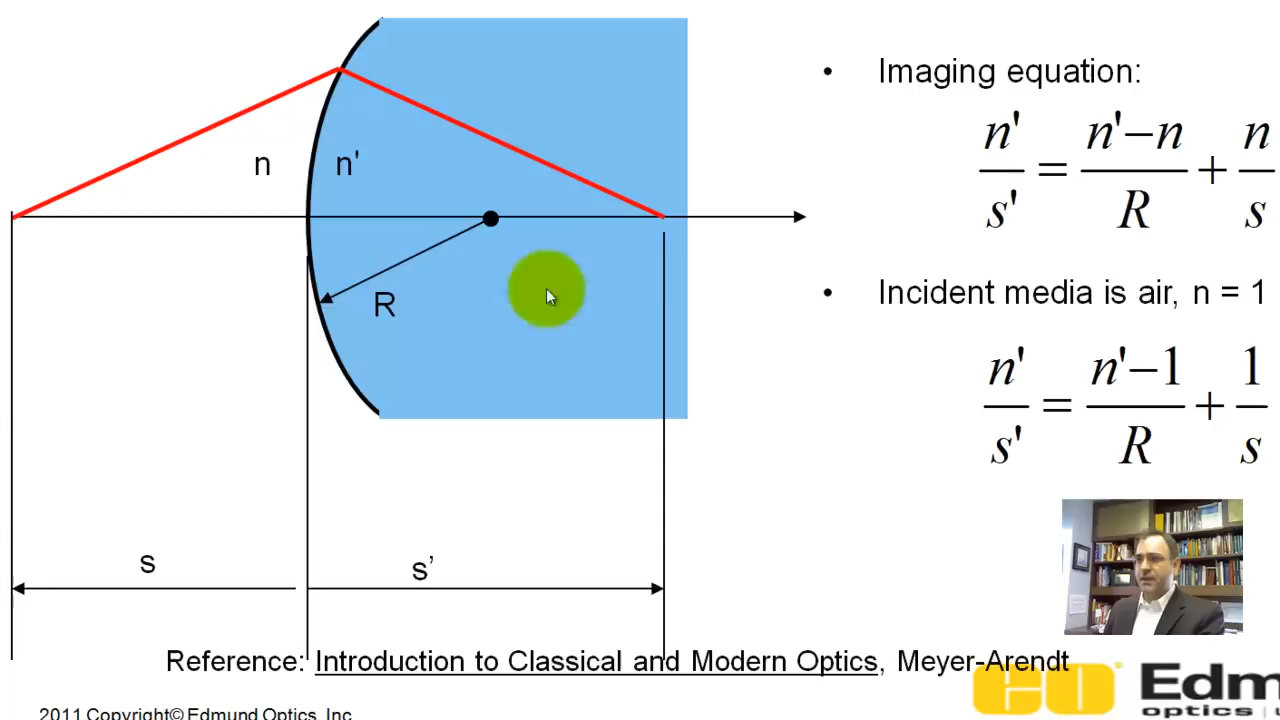 n
n'
R
s
s’
• Imaging equation:
n'/s' = n'−n/R + n/s
• Incident media is air, n = 1
n'/s' = n'−1/R + 1/s
Reference: Introduction to Classical and Modern Optics, Meyer-Arendt
EO Edm
optics |
2011 Copyright© Edmund Optics, Inc